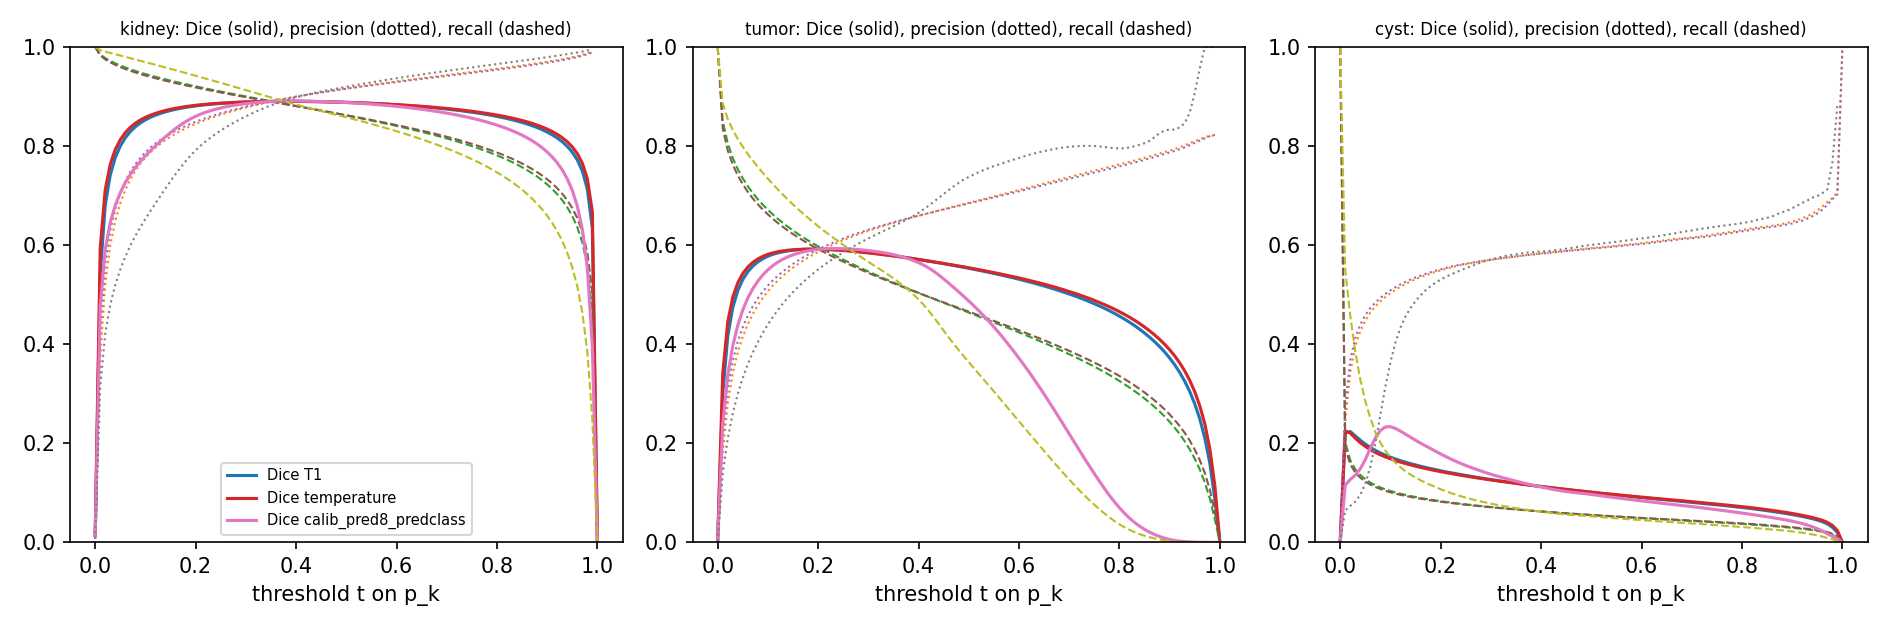 kidney: Dice (solid), precision (dotted), recall (dashed)
1.0
0.8
0.6
0.4
0.2
0.0
0.0 0.2 0.4 0.6 0.8 1.0
threshold t on p_k
Dice T1
Dice temperature
Dice calib_pred8_predclass
tumor: Dice (solid), precision (dotted), recall (dashed)
1.0
0.8
0.6
0.4
0.2
0.0
0.0 0.2 0.4 0.6 0.8 1.0
threshold t on p_k
cyst: Dice (solid), precision (dotted), recall (dashed)
1.0
0.8
0.6
0.4
0.2
0.0
0.0 0.2 0.4 0.6 0.8 1.0
threshold t on p_k